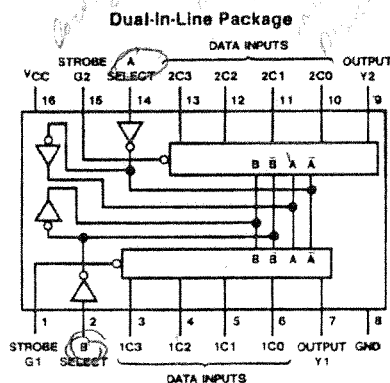 Dual-In-Line Package
DATA INPUTS
STROBE A OUTPUT
VCC G2 SELECT 2C3 2C2 2C1 2C0 Y2
16 15 14 13 12 11 10 9
B B̅ A A̅
B B̅ A A̅
1 2 3 4 5 6 7 8
STROBE B 1C3 1C2 1C1 1C0 OUTPUT GND
G1 SELECT Y1
DATA INPUTS